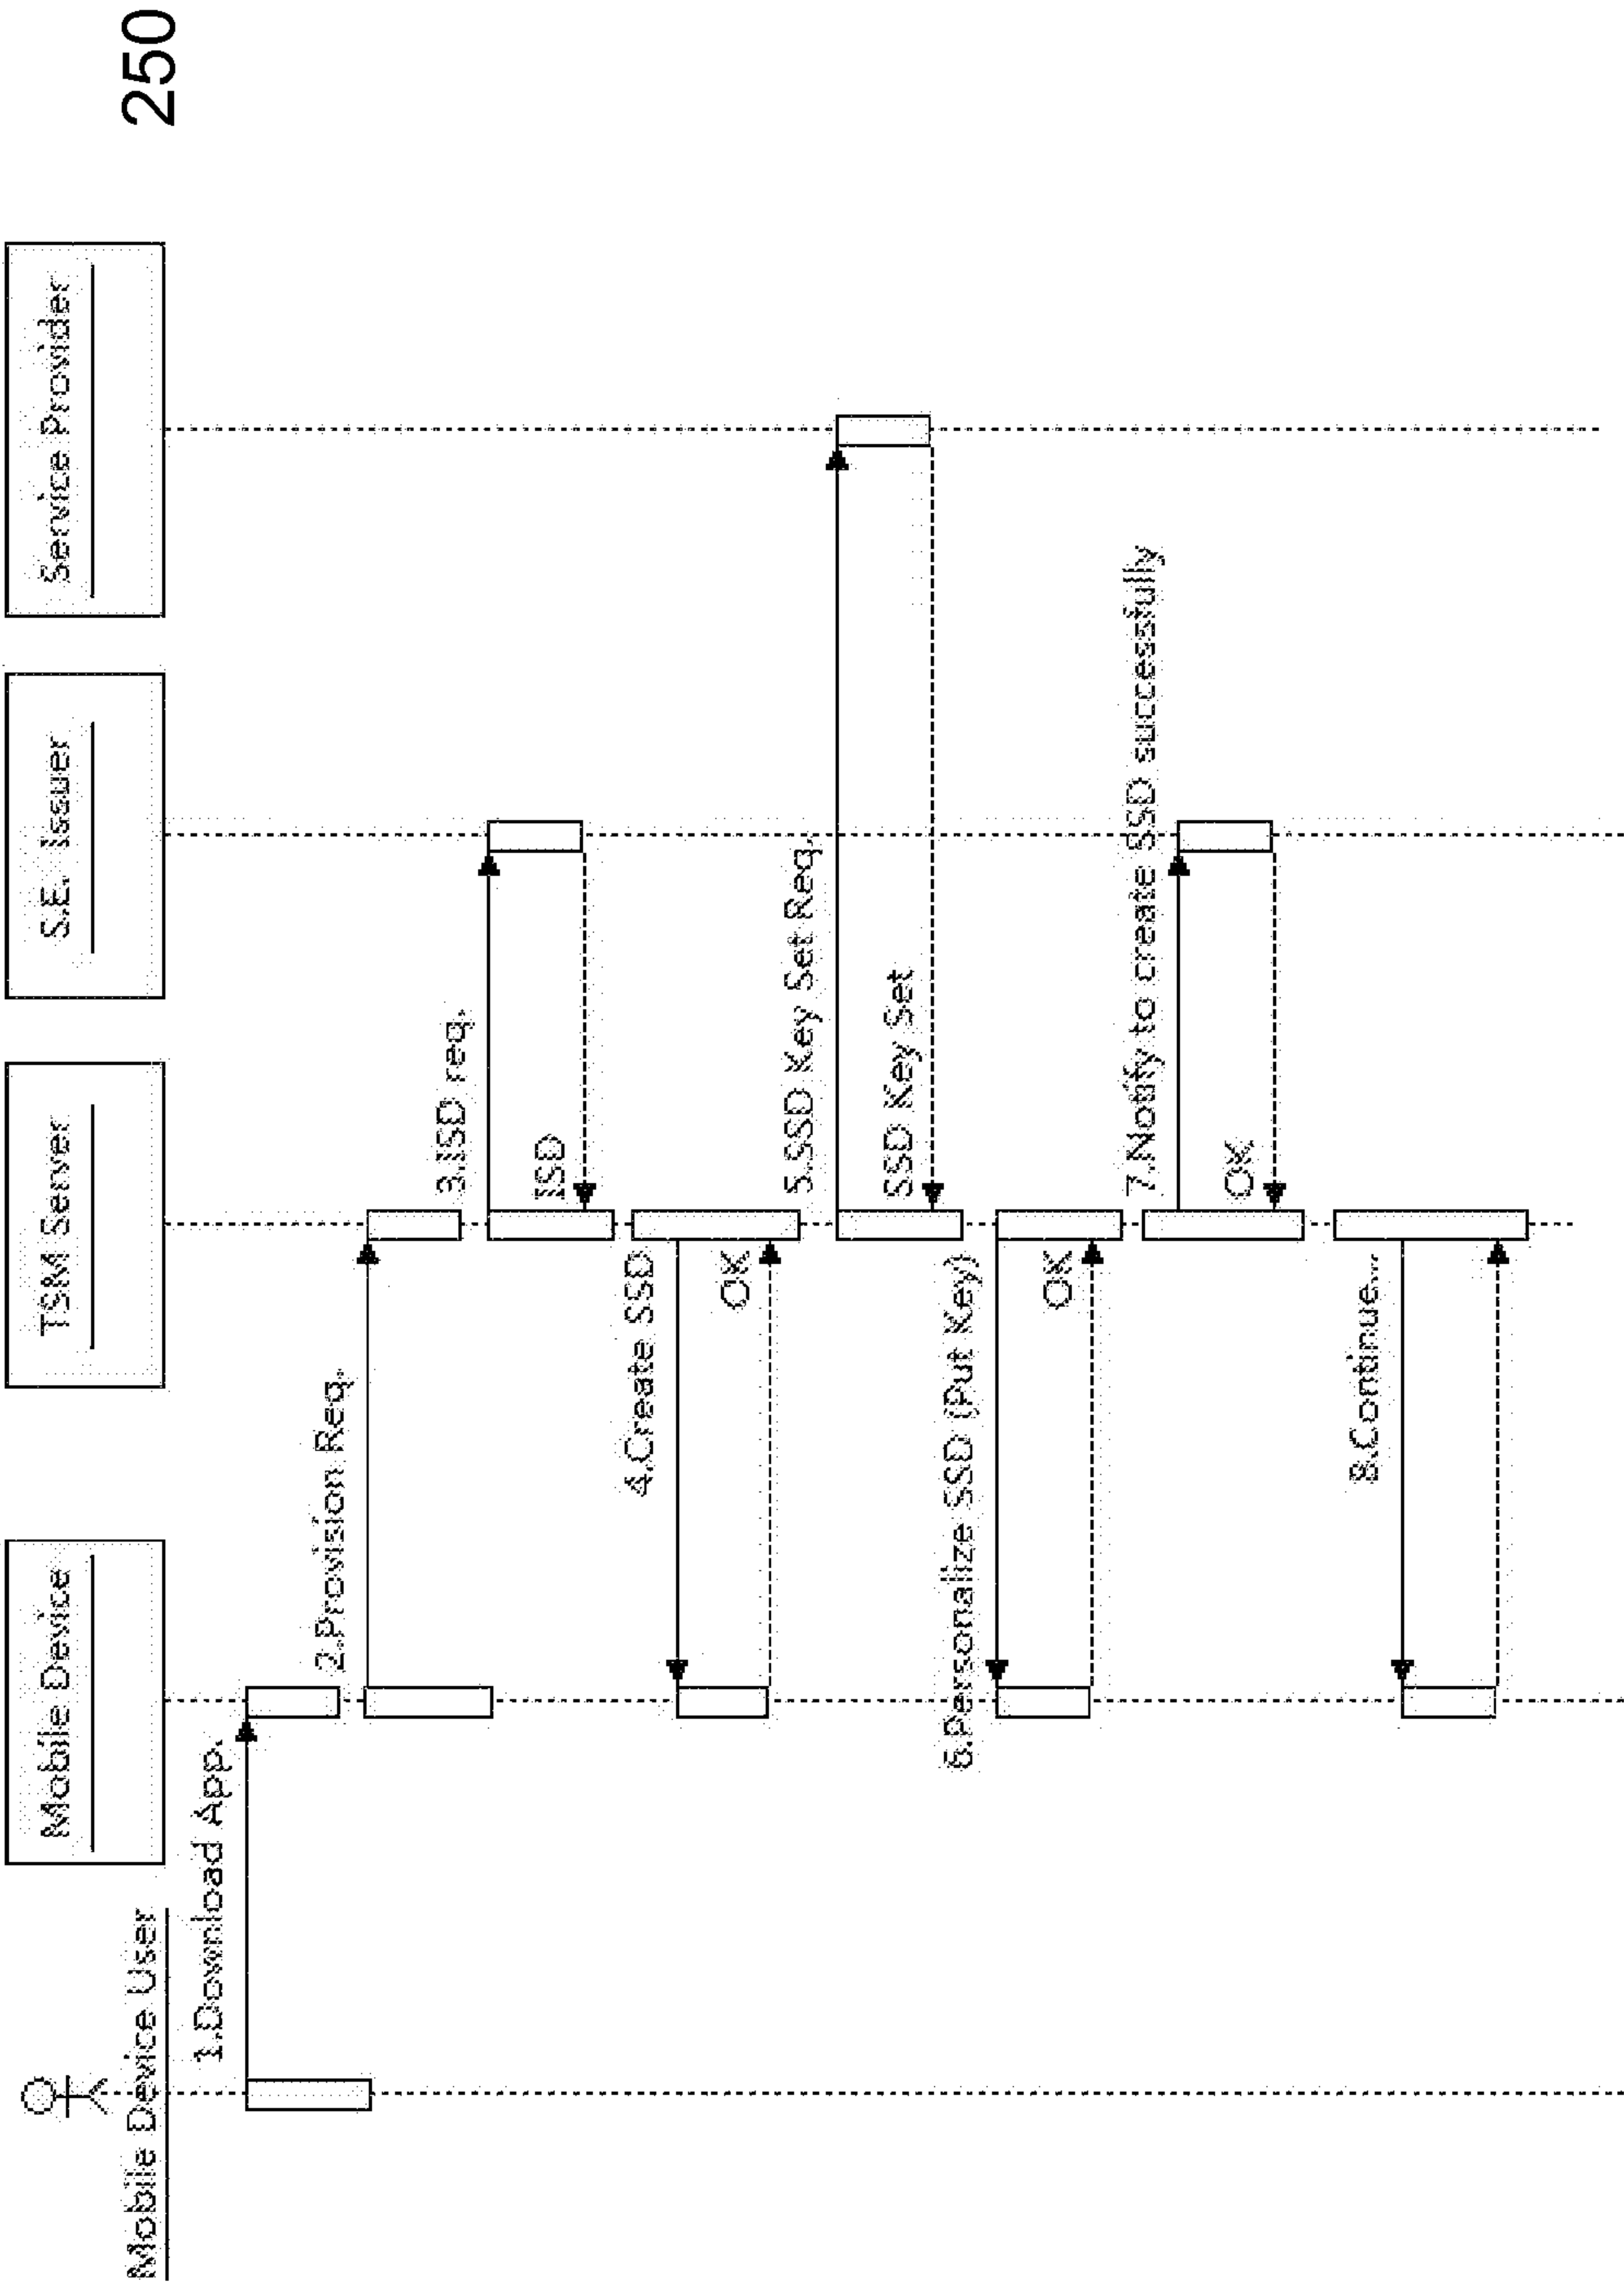 250
Mobile Device User
Mobile Device
TSM Server
S.E. Issuer
Service Provider
1.Download App.
2.Provision Req.
3.ISD req.
ISD
4.Create SSD
OK
5.SSD Key Set Req.
SSD Key Set
6.Personalize SSD (Put Key)
OK
7.Notify to create SSD successfully
OK
8.Continue...